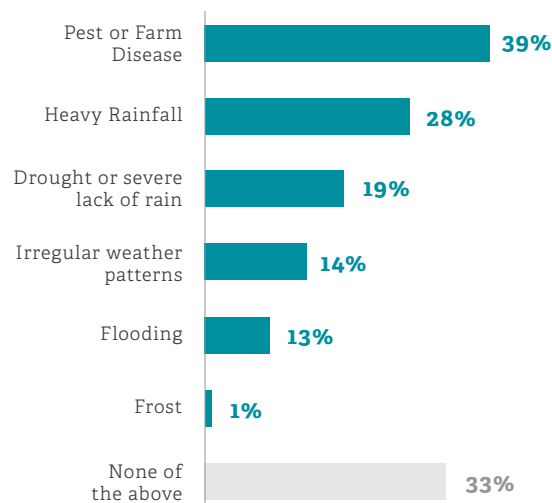 Pest or Farm
Disease
39%
Heavy Rainfall
28%
Drought or severe
lack of rain
19%
Irregular weather
patterns
14%
Flooding
13%
Frost
1%
None of
the above
33%